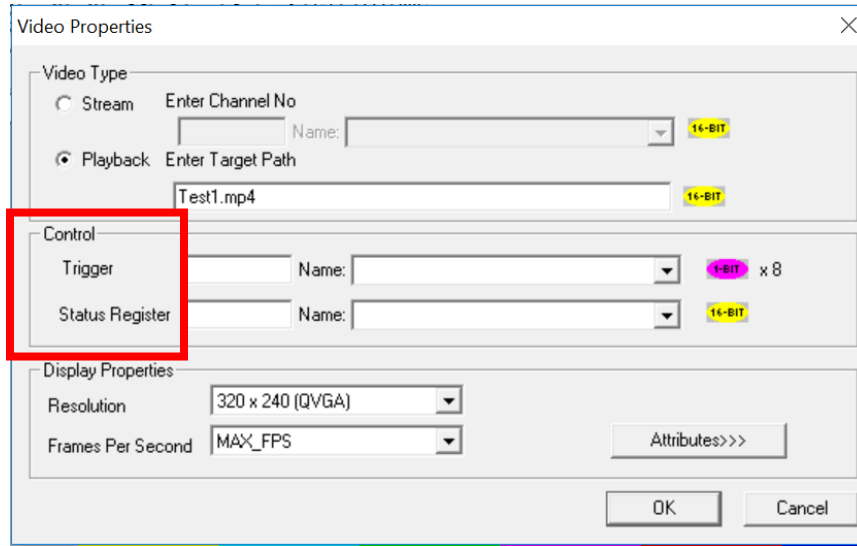 Video Properties
Video Type
Stream Enter Channel No
Name: 16-BIT
Playback Enter Target Path
Test1.mp4 16-BIT
Control
Trigger Name: 1-BIT x 8
Status Register Name: 16-BIT
Display Properties
Resolution 320 x 240 (QVGA)
Frames Per Second MAX_FPS Attributes>>>
OK Cancel